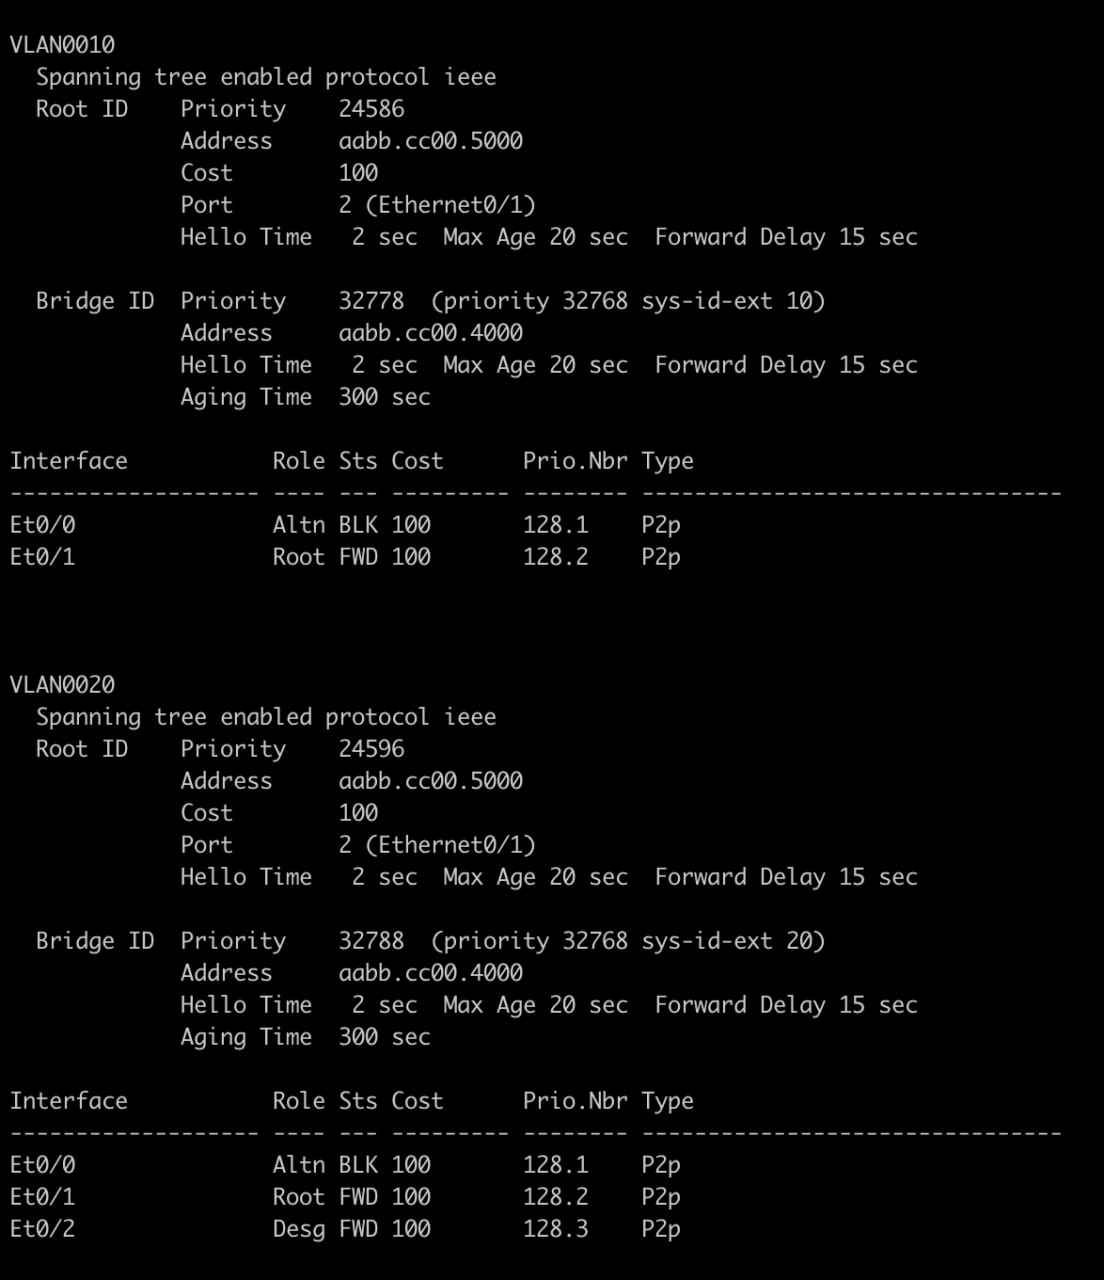 VLAN0010
  Spanning tree enabled protocol ieee
  Root ID    Priority    24586
             Address     aabb.cc00.5000
             Cost        100
             Port        2 (Ethernet0/1)
             Hello Time   2 sec  Max Age 20 sec  Forward Delay 15 sec

  Bridge ID  Priority    32778  (priority 32768 sys-id-ext 10)
             Address     aabb.cc00.4000
             Hello Time   2 sec  Max Age 20 sec  Forward Delay 15 sec
             Aging Time  300 sec

Interface           Role Sts Cost      Prio.Nbr Type
------------------- ---- --- --------- -------- --------------------------------
Et0/0               Altn BLK 100       128.1    P2p
Et0/1               Root FWD 100       128.2    P2p

VLAN0020
  Spanning tree enabled protocol ieee
  Root ID    Priority    24596
             Address     aabb.cc00.5000
             Cost        100
             Port        2 (Ethernet0/1)
             Hello Time   2 sec  Max Age 20 sec  Forward Delay 15 sec

  Bridge ID  Priority    32788  (priority 32768 sys-id-ext 20)
             Address     aabb.cc00.4000
             Hello Time   2 sec  Max Age 20 sec  Forward Delay 15 sec
             Aging Time  300 sec

Interface           Role Sts Cost      Prio.Nbr Type
------------------- ---- --- --------- -------- --------------------------------
Et0/0               Altn BLK 100       128.1    P2p
Et0/1               Root FWD 100       128.2    P2p
Et0/2               Desg FWD 100       128.3    P2p